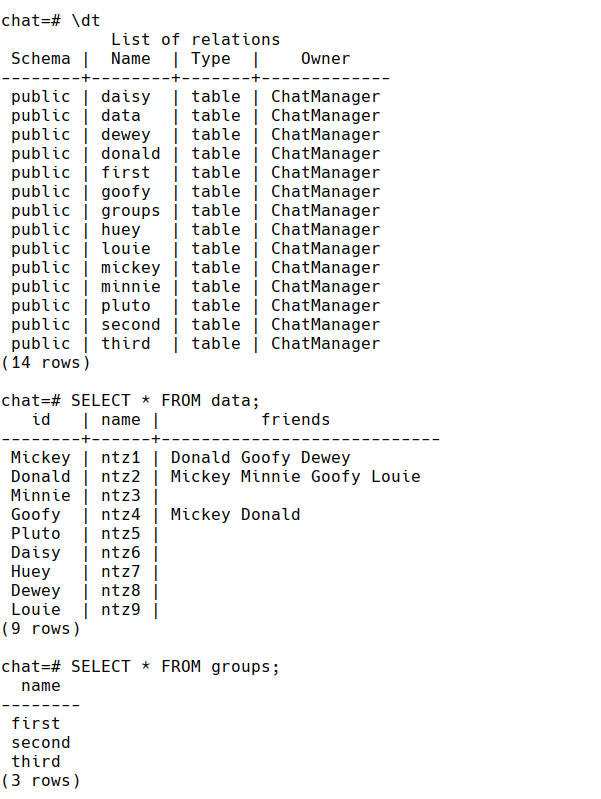 chat=# \dt
           List of relations
 Schema |  Name  | Type  |    Owner
--------+--------+-------+-------------
 public | daisy  | table | ChatManager
 public | data   | table | ChatManager
 public | dewey  | table | ChatManager
 public | donald | table | ChatManager
 public | first  | table | ChatManager
 public | goofy  | table | ChatManager
 public | groups | table | ChatManager
 public | huey   | table | ChatManager
 public | louie  | table | ChatManager
 public | mickey | table | ChatManager
 public | minnie | table | ChatManager
 public | pluto  | table | ChatManager
 public | second | table | ChatManager
 public | third  | table | ChatManager
(14 rows)

chat=# SELECT * FROM data;
   id   | name |          friends
--------+------+----------------------------
 Mickey | ntz1 | Donald Goofy Dewey
 Donald | ntz2 | Mickey Minnie Goofy Louie
 Minnie | ntz3 |
 Goofy  | ntz4 | Mickey Donald
 Pluto  | ntz5 |
 Daisy  | ntz6 |
 Huey   | ntz7 |
 Dewey  | ntz8 |
 Louie  | ntz9 |
(9 rows)

chat=# SELECT * FROM groups;
  name
--------
 first
 second
 third
(3 rows)